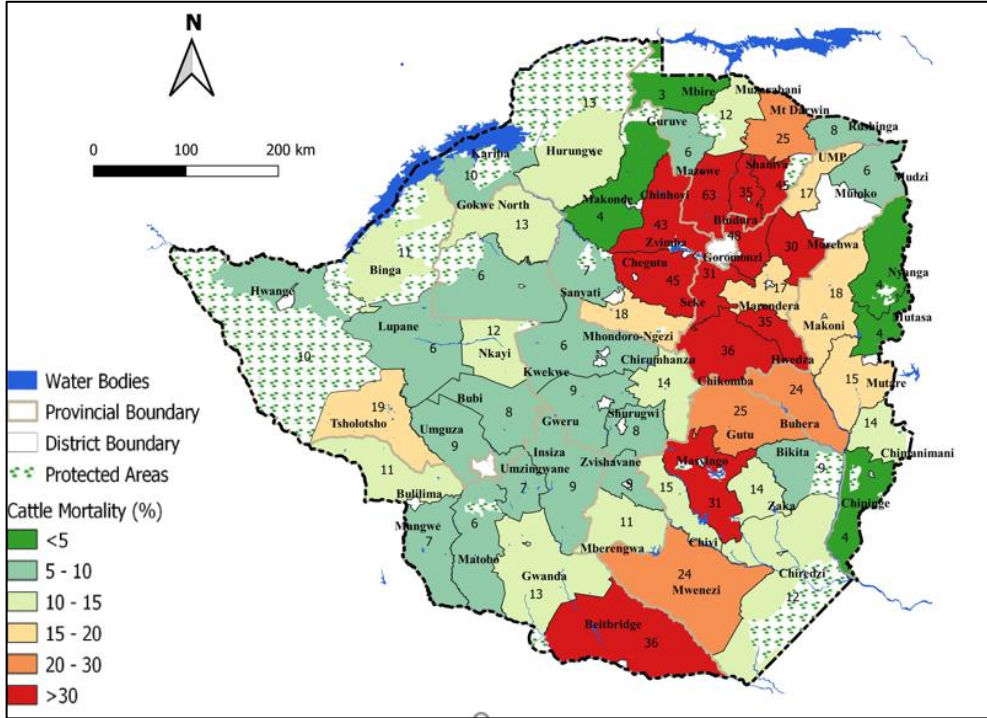 N
0 100 200 km
3 Mbire
Muzarabani
13
12
Mt Darwin
Guruve
25
8
Rushinga
6
Hurungwe
Kariba
10
Mazowe
Shamva
UMP
6
Mudzi
17
Mutoko
Makonde
Chinhoyi
63
35
45
4
Bindura
Gokwe North
13
43
48
30
Murehwa
Zvimba
Goromonzi
11
Binga
7
Chegutu
31
Nyanga
4
6
45
17
18
Hwange
Sanyati
Seke
Marondera
Mutasa
18
35
Makoni
4
Lupane
12
Mhondoro-Ngezi
36
Hwedza
10
6
Nkayi
6
Chirumhanzu
Chikomba
15
Mutare
Kwekwe
14
24
Bubi
9
19
8
Gweru
Shurugwi
25
Buhera
14
Tsholotsho
Umguza
8
Gutu
Chimanimani
9
Insiza
Zvishavane
Masvingo
Bikita
9
11
Umzingwane
7
9
9
15
14
Bulilima
31
Zaka
Chipinge
6
11
4
Mangwe
7
Mberengwa
Chivi
Matobo
Gwanda
24
Chiredzi
13
Mwenezi
12
Beitbridge
36
Water Bodies
Provincial Boundary
District Boundary
Protected Areas
Cattle Mortality (%)
<5
5 - 10
10 - 15
15 - 20
20 - 30
>30